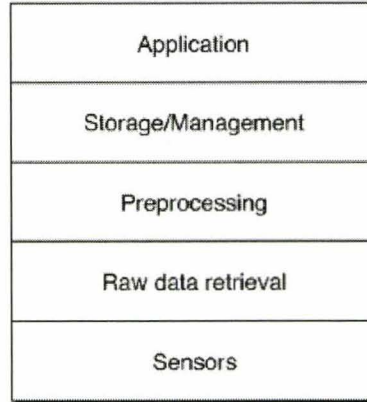 Application
Storage/Management
Preprocessing
Raw data retrieval
Sensors